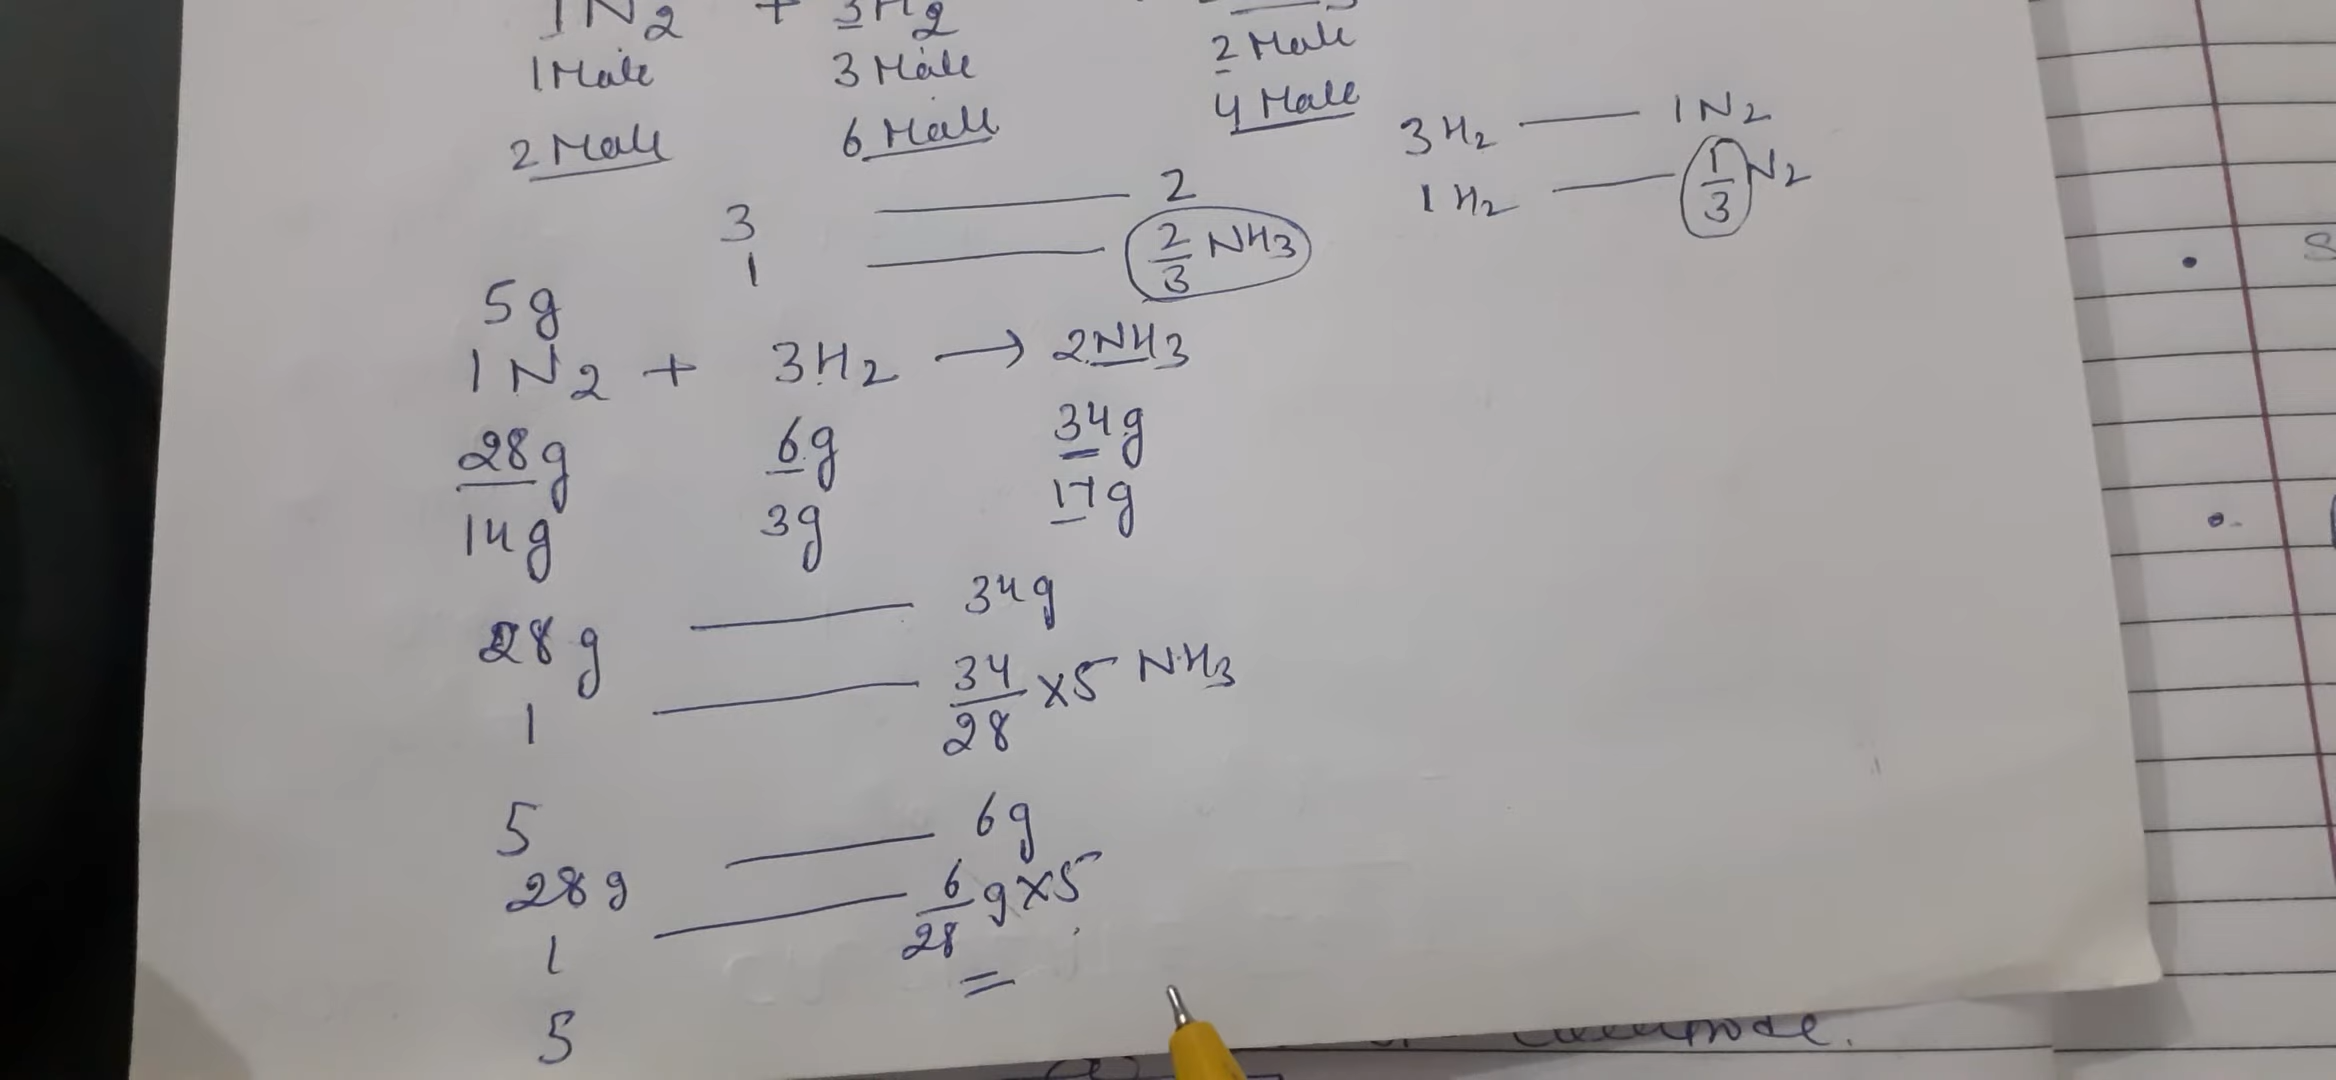 1N2 + 3H2
1 Mole 3 Mole 2 Mole
2 Mole 6 Mole 4 Mole
3H2 — 1N2
1H2 — 1/3 N2
3 — 2
1 — 2/3 NH3
5g
1N2 + 3H2 → 2NH3
28g 6g 34g
14g 3g 17g
28g — 34g
1 — 34/28 ×5 NH3
5
28g — 6g
1 — 6/28 g×5
=
5